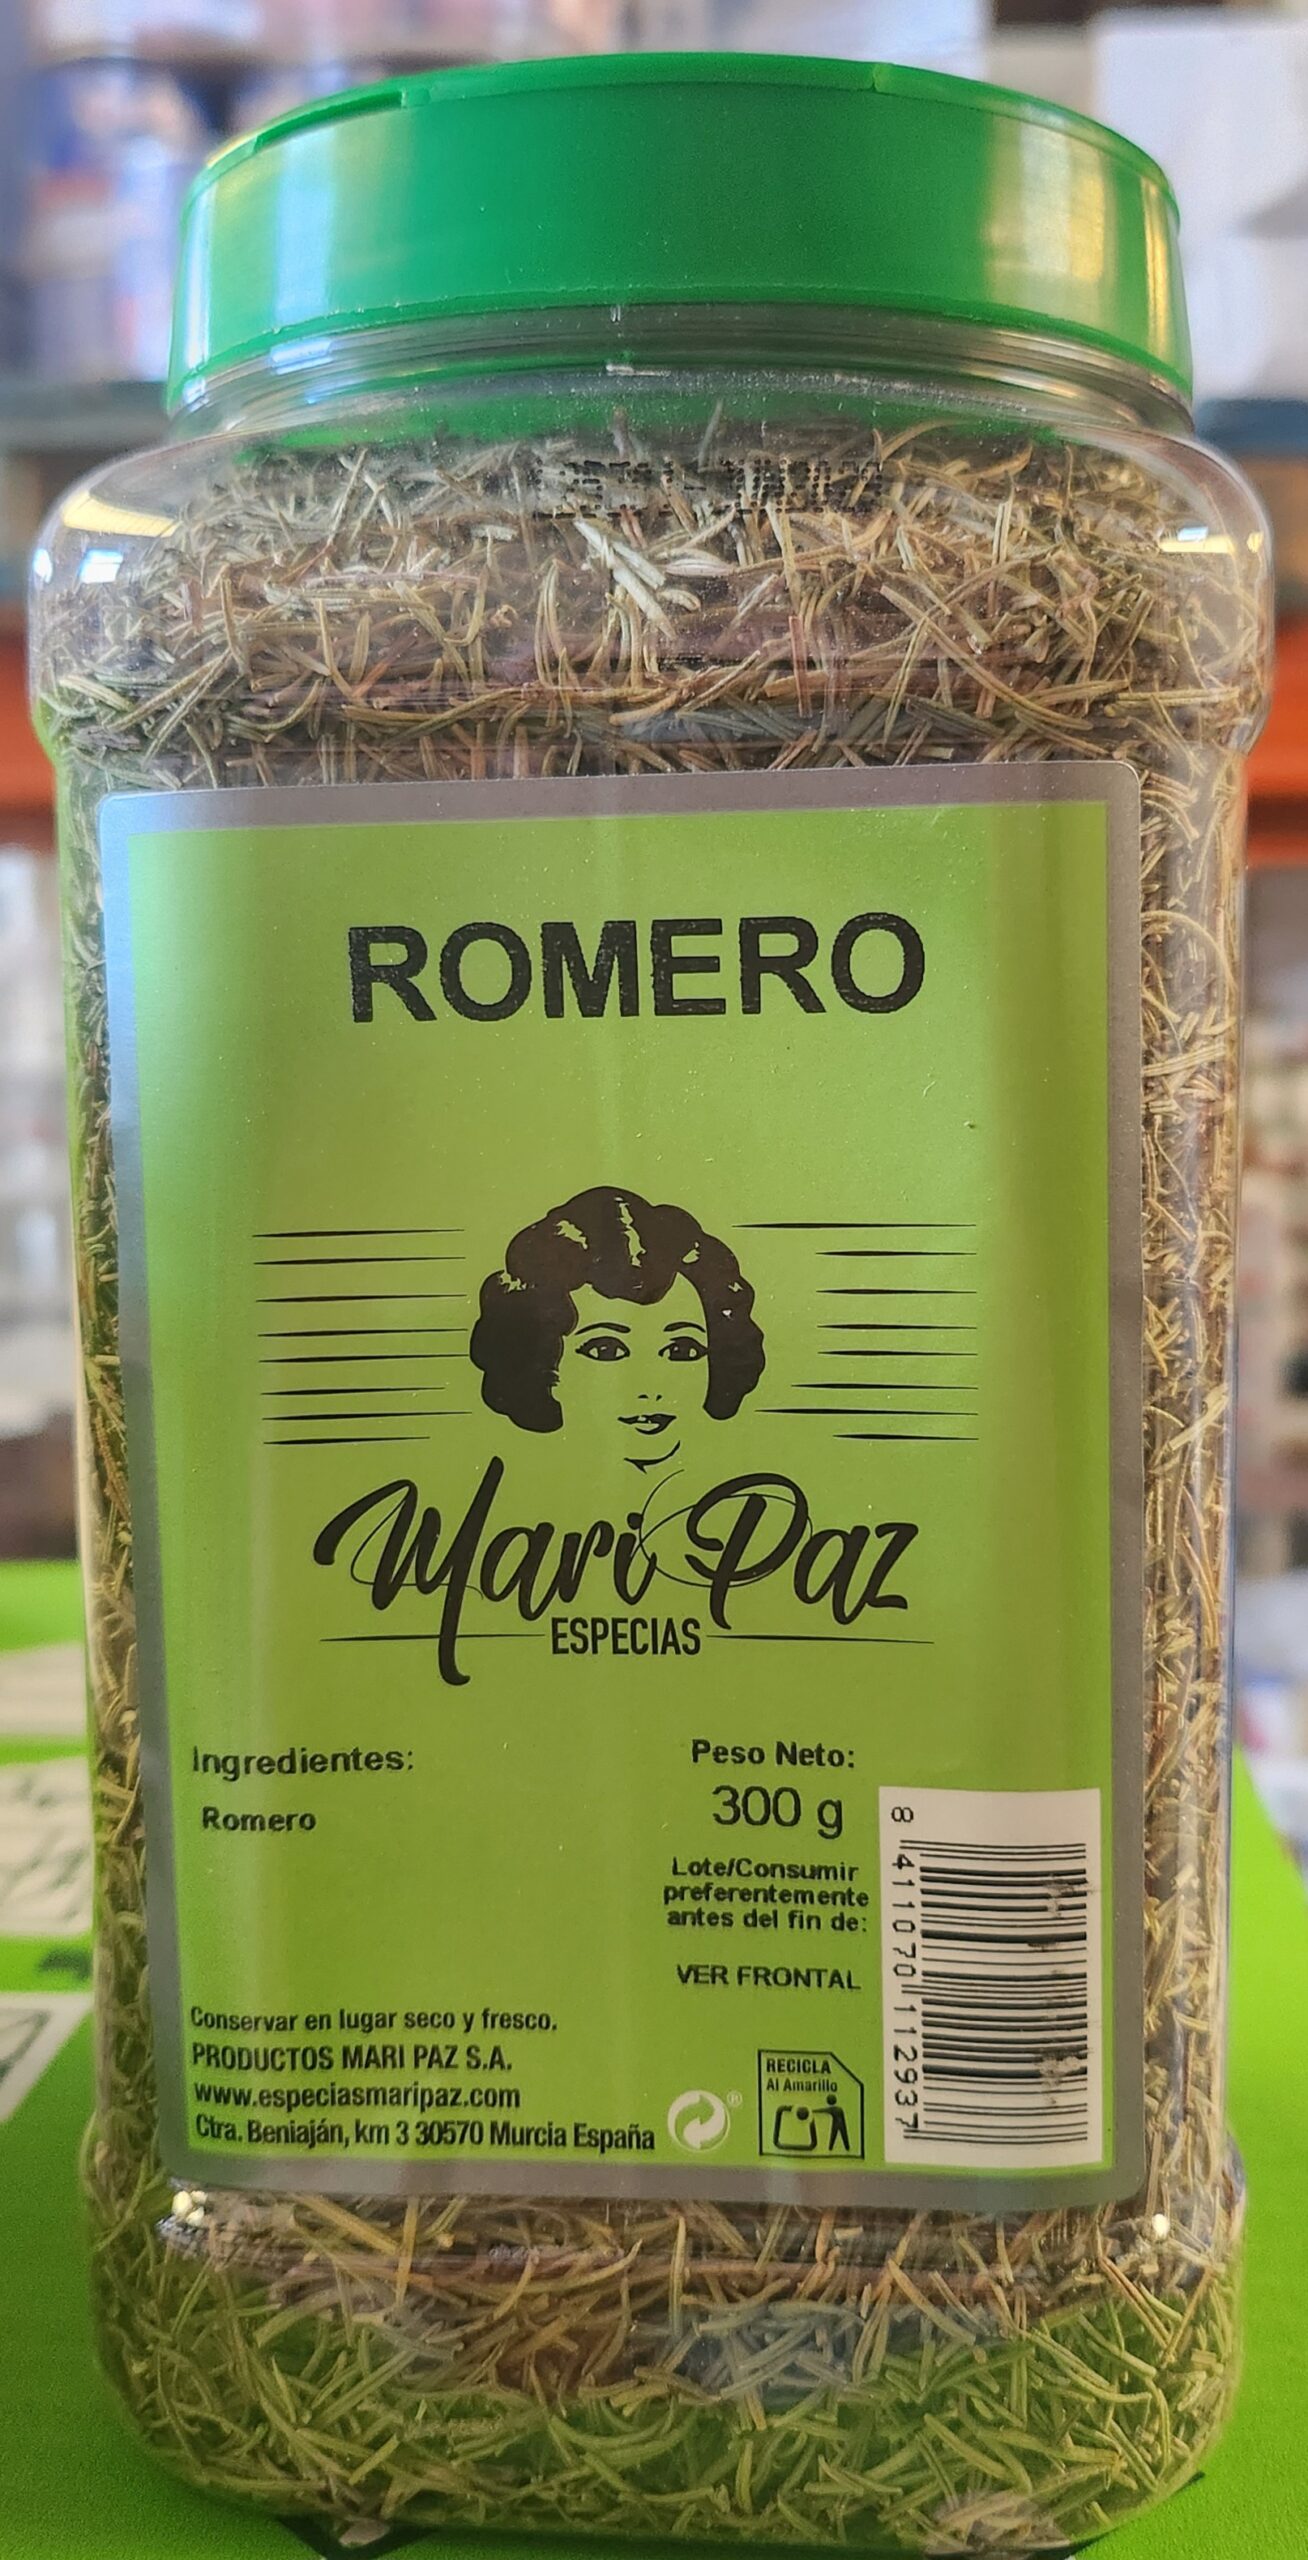 ROMERO
Mari Paz
ESPECIAS
Ingredientes:
Romero
Peso Neto:
300 g
Lote/Consumir
preferentemente
antes del fin de:
VER FRONTAL
Conservar en lugar seco y fresco.
PRODUCTOS MARI PAZ S.A.
www.especiasmaripaz.com
Ctra. Beniaján, km 3 30570 Murcia España
®
RECICLA
Al Amarillo
8 411070 112937